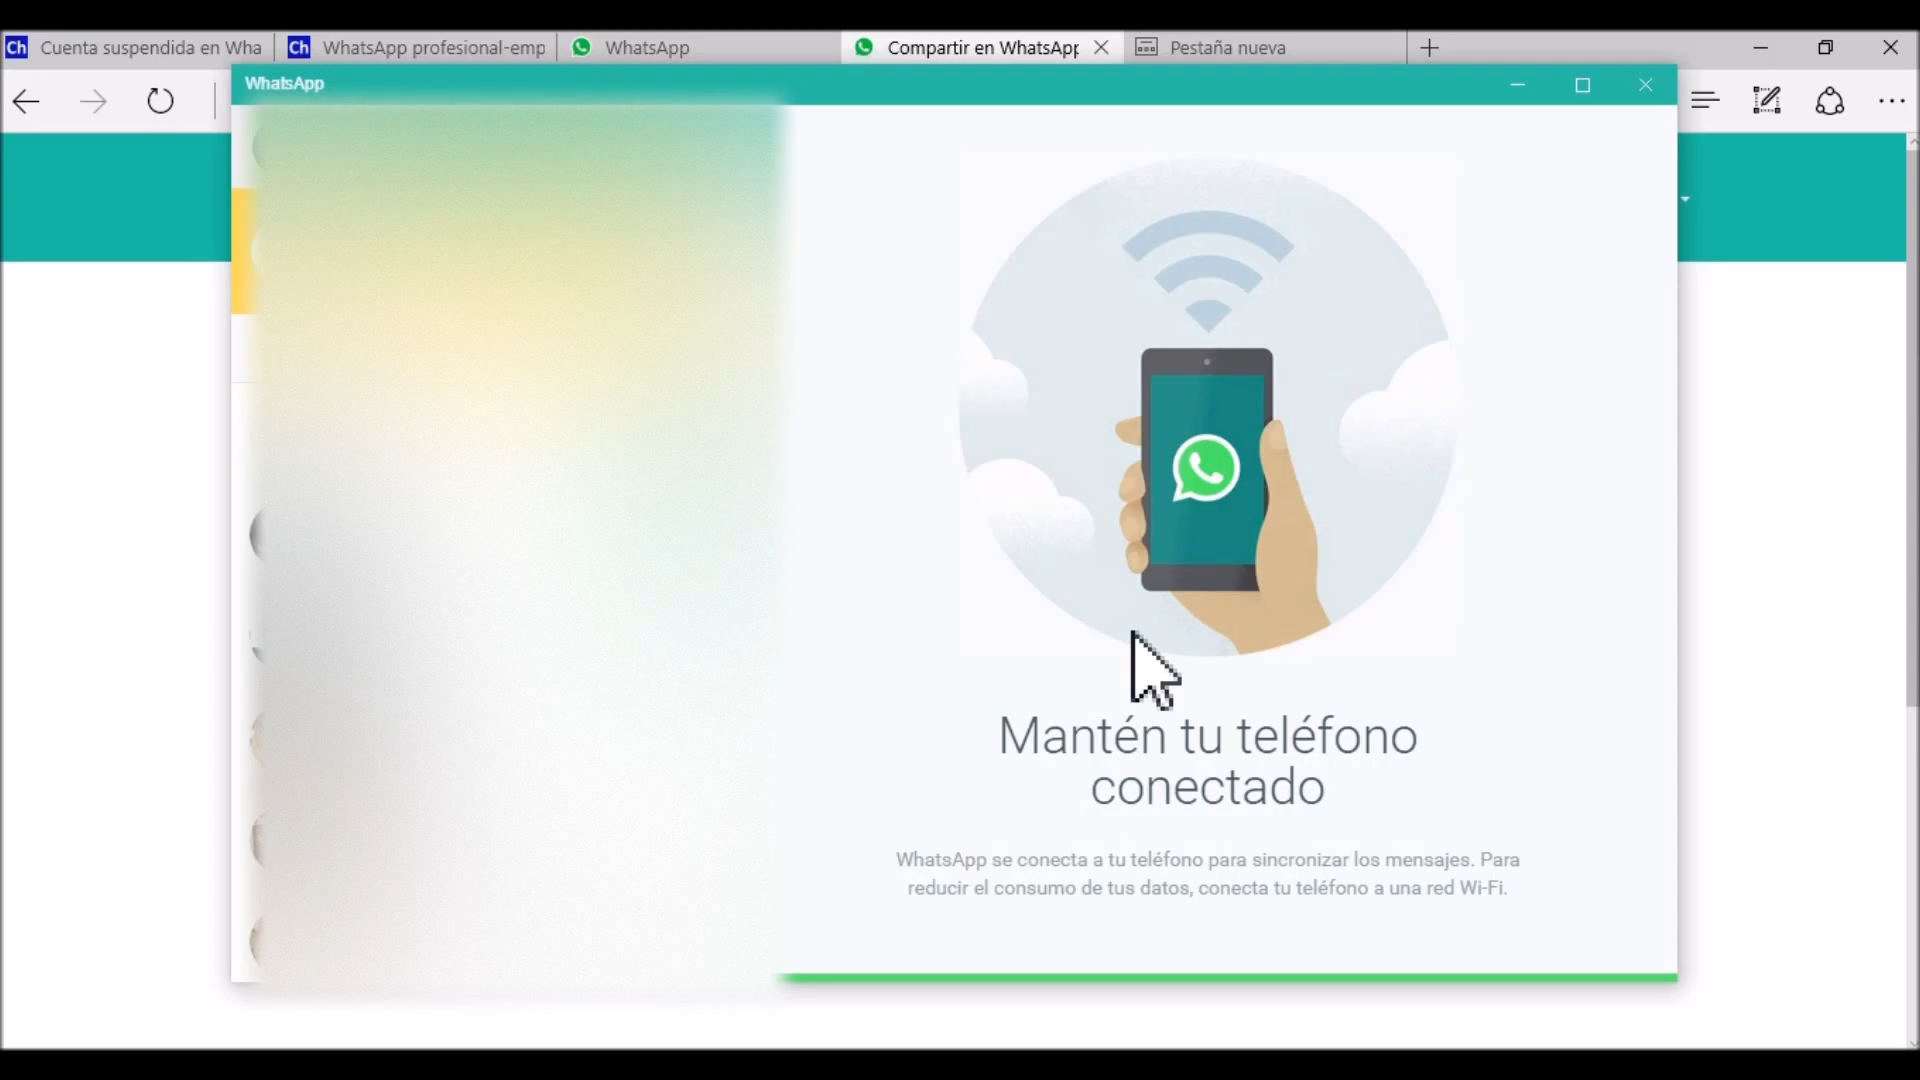 Ch Cuenta suspendida en Wha
Ch WhatsApp profesional-emp
WhatsApp
Compartir en WhatsApp
Pestaña nueva
WhatsApp
Mantén tu teléfono
conectado
WhatsApp se conecta a tu teléfono para sincronizar los mensajes. Para
reducir el consumo de tus datos, conecta tu teléfono a una red Wi-Fi.